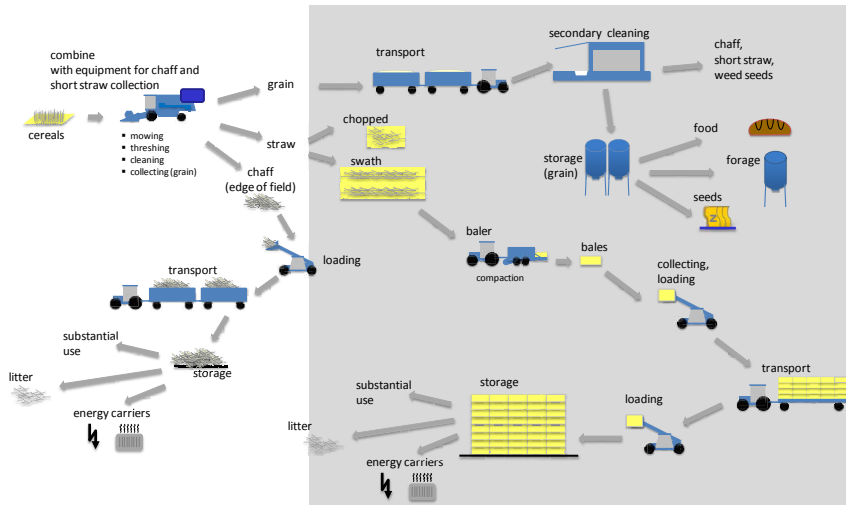 combine
with equipment for chaff and
short straw collection
cereals
▪ mowing
▪ threshing
▪ cleaning
▪ collecting (grain)
grain
straw
chaff
(edge of field)
transport
secondary cleaning
chaff,
short straw,
weed seeds
chopped
swath
storage
(grain)
food
forage
seeds
Z
loading
transport
storage
substantial
use
litter
energy carriers
baler
compaction
bales
collecting,
loading
transport
loading
storage
substantial
use
litter
energy carriers